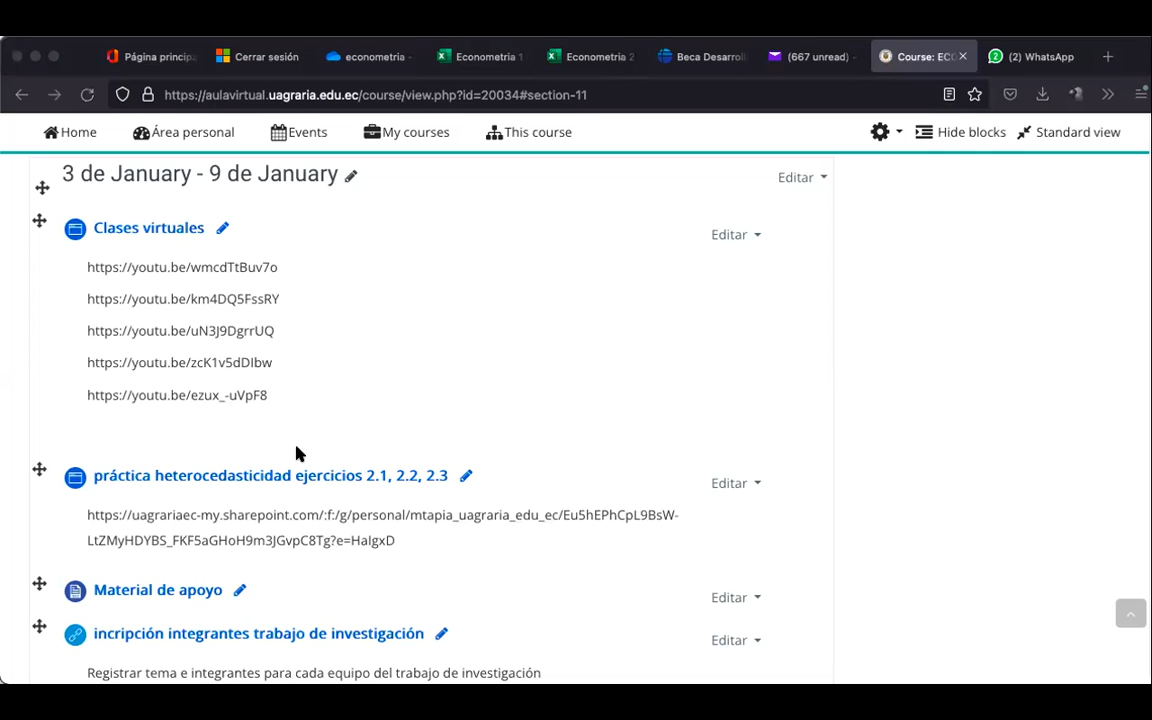 Página principa
Cerrar sesión
econometria -
Econometria 1
Econometria 2
Beca Desarroll
(667 unread) -
Course: ECO
(2) WhatsApp
https://aulavirtual.uagraria.edu.ec/course/view.php?id=20034#section-11
Home
Área personal
Events
My courses
This course
Hide blocks
Standard view
3 de January - 9 de January
Editar
Clases virtuales
Editar
https://youtu.be/wmcdTtBuv7o
https://youtu.be/km4DQ5FssRY
https://youtu.be/uN3J9DgrrUQ
https://youtu.be/zcK1v5dDIbw
https://youtu.be/ezux_-uVpF8
práctica heterocedasticidad ejercicios 2.1, 2.2, 2.3
Editar
https://uagrariaec-my.sharepoint.com/:f:/g/personal/mtapia_uagraria_edu_ec/Eu5hEPhCpL9BsW-
LtZMyHDYBS_FKF5aGHoH9m3JGvpC8Tg?e=HaIgxD
Material de apoyo
Editar
incripción integrantes trabajo de investigación
Editar
Registrar tema e integrantes para cada equipo del trabajo de investigación